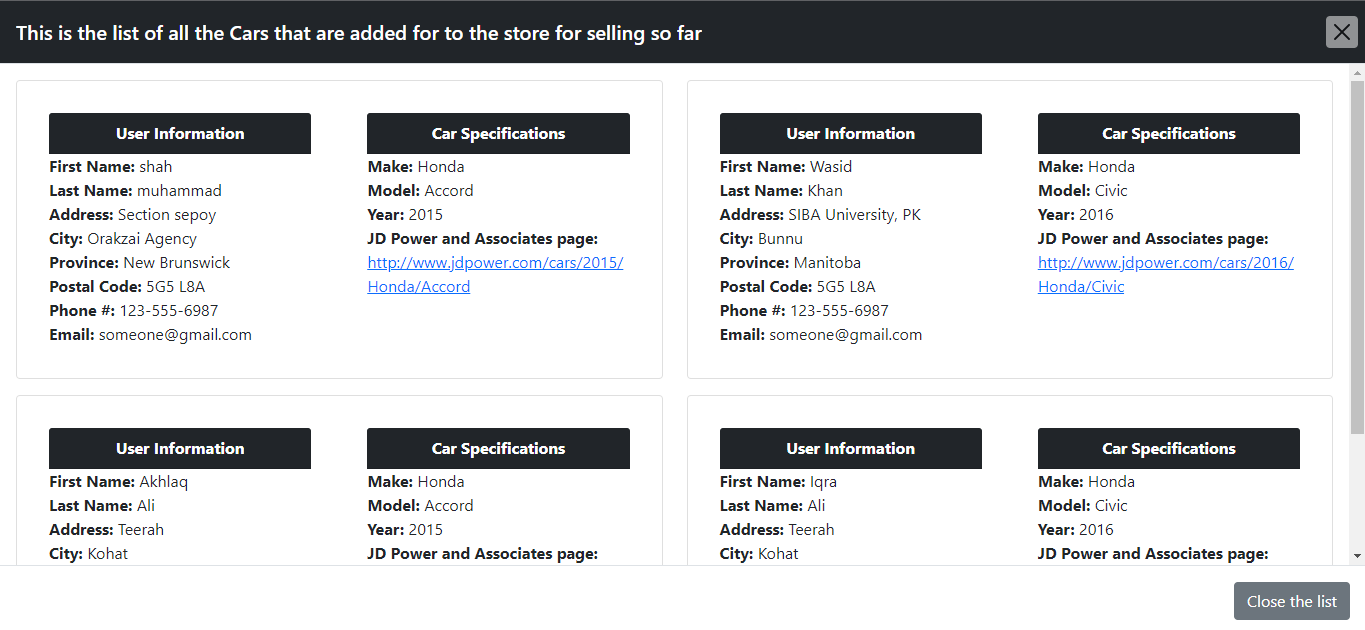 This is the list of all the Cars that are added for to the store for selling so far
User Information
First Name: shah
Last Name: muhammad
Address: Section sepoy
City: Orakzai Agency
Province: New Brunswick
Postal Code: 5G5 L8A
Phone #: 123-555-6987
Email: someone@gmail.com
Car Specifications
Make: Honda
Model: Accord
Year: 2015
JD Power and Associates page:
http://www.jdpower.com/cars/2015/
Honda/Accord
User Information
First Name: Wasid
Last Name: Khan
Address: SIBA University, PK
City: Bunnu
Province: Manitoba
Postal Code: 5G5 L8A
Phone #: 123-555-6987
Email: someone@gmail.com
Car Specifications
Make: Honda
Model: Civic
Year: 2016
JD Power and Associates page:
http://www.jdpower.com/cars/2016/
Honda/Civic
User Information
First Name: Akhlaq
Last Name: Ali
Address: Teerah
City: Kohat
Car Specifications
Make: Honda
Model: Accord
Year: 2015
JD Power and Associates page:
User Information
First Name: Iqra
Last Name: Ali
Address: Teerah
City: Kohat
Car Specifications
Make: Honda
Model: Civic
Year: 2016
JD Power and Associates page:
Close the list